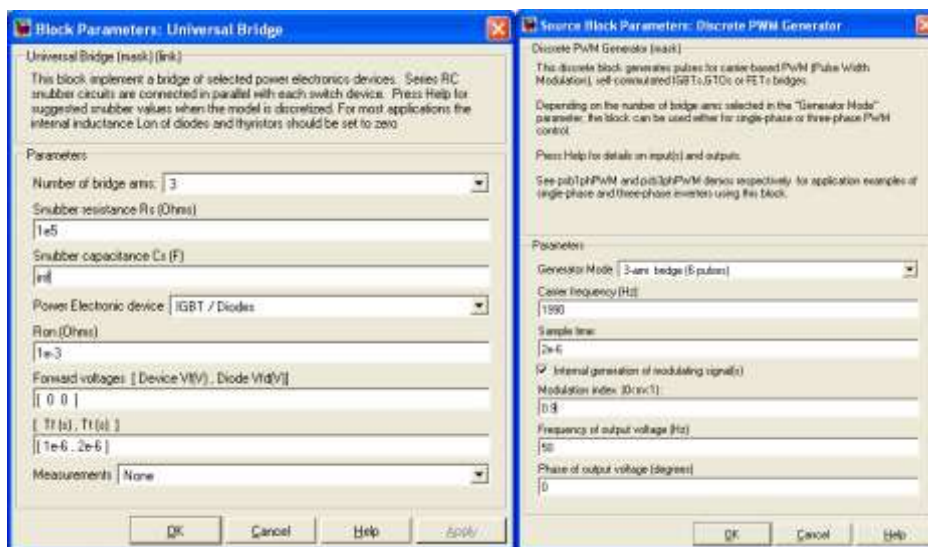 Block Parameters: Universal Bridge
Universal Bridge (mask) (link)
This block implement a bridge of selected power electronics devices. Series RC
snubber circuits are connected in parallel with each switch device. Press Help for
suggested snubber values when the model is discretized. For most applications the
internal inductance Lon of diodes and thyristors should be set to zero
Parameters
Number of bridge arms: 3
Snubber resistance Rs (Ohms)
1e5
Snubber capacitance Cs (F)
inf
Power Electronic device IGBT / Diodes
Ron (Ohms)
1e-3
Forward voltages [ Device Vf(V) , Diode Vfd(V)]
[ 0 0 ]
[ Tf (s) , Tt (s) ]
[ 1e-6 , 2e-6 ]
Measurements None
OK Cancel Help Apply
Source Block Parameters: Discrete PWM Generator
Discrete PWM Generator (mask)
This discrete block generates pulses for carrier-based PWM (Pulse Width
Modulation), self-commutated IGBTs,GTOs or FETs bridges.
Depending on the number of bridge arms selected in the "Generator Mode"
parameter, the block can be used either for single-phase or three-phase PWM
control.
Press Help for details on input(s) and outputs.
See psb1phPWM and psb3phPWM demos respectively for application examples of
single-phase and three-phase inverters using this block.
Parameters
Generator Mode 3-arm bridge (6 pulses)
Carrier frequency (Hz):
Sample time:
2e-6
Internal generation of modulating signal(s)
Modulation index (0<m<1):
0.9
Frequency of output voltage (Hz)
50
Phase of output voltage (degrees)
0
OK Cancel Help